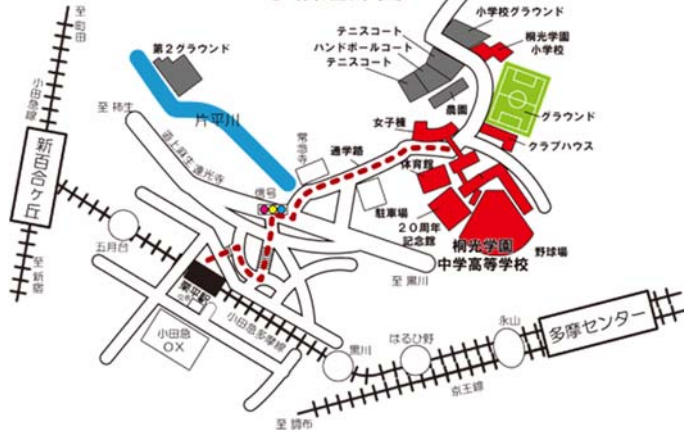 至 町田
小田急線
新百合ヶ丘
至 新宿
第2グラウンド
至 柿生
片平川
道上麻生蓮光寺
五月台
信号
常念寺
通学路
テニスコート
ハンドボールコート
テニスコート
小学校グラウンド
桐光学園
小学校
農園
グラウンド
女子棟
クラブハウス
体育館
駐車場
20周年
記念館
桐光学園
中学高等学校
野球場
至 黒川
栗平駅
小田急多摩線
小田急
OX
黒川
はるひ野
永山
多摩センター
京王線
至 調布